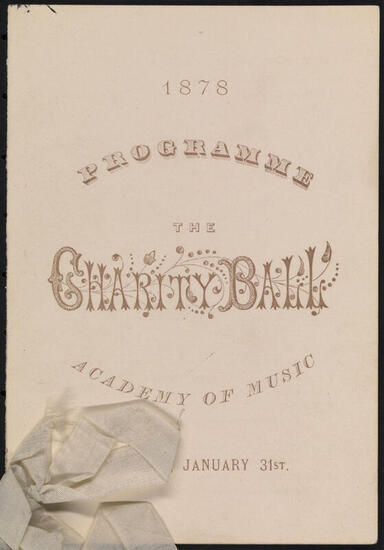 1878
PROGRAMME
THE
CHARITY BALL
ACADEMY OF MUSIC
JANUARY 31ST.